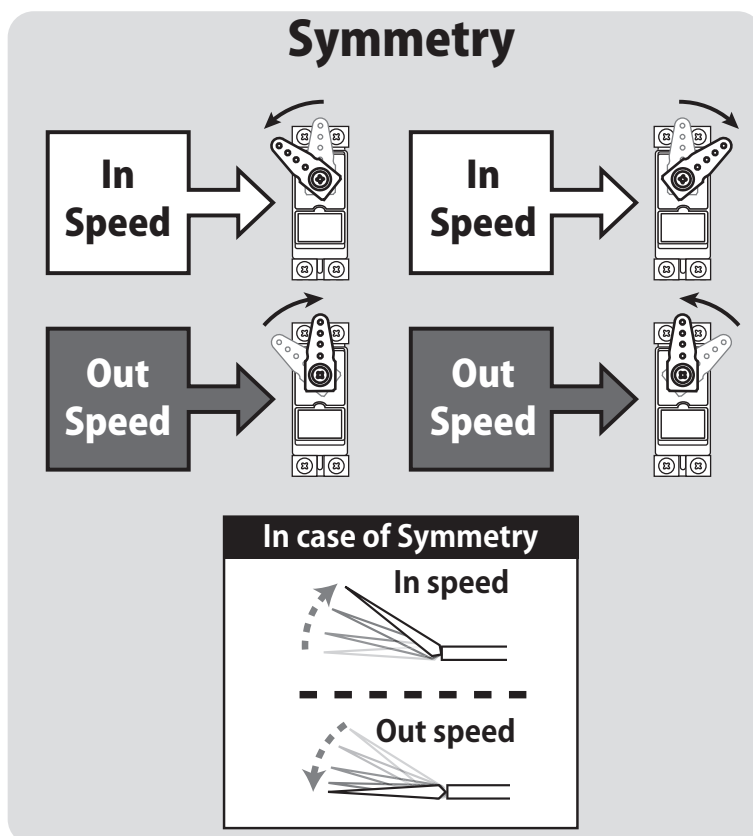 Symmetry
In
Speed
In
Speed
Out
Speed
Out
Speed
In case of Symmetry
In speed
Out speed